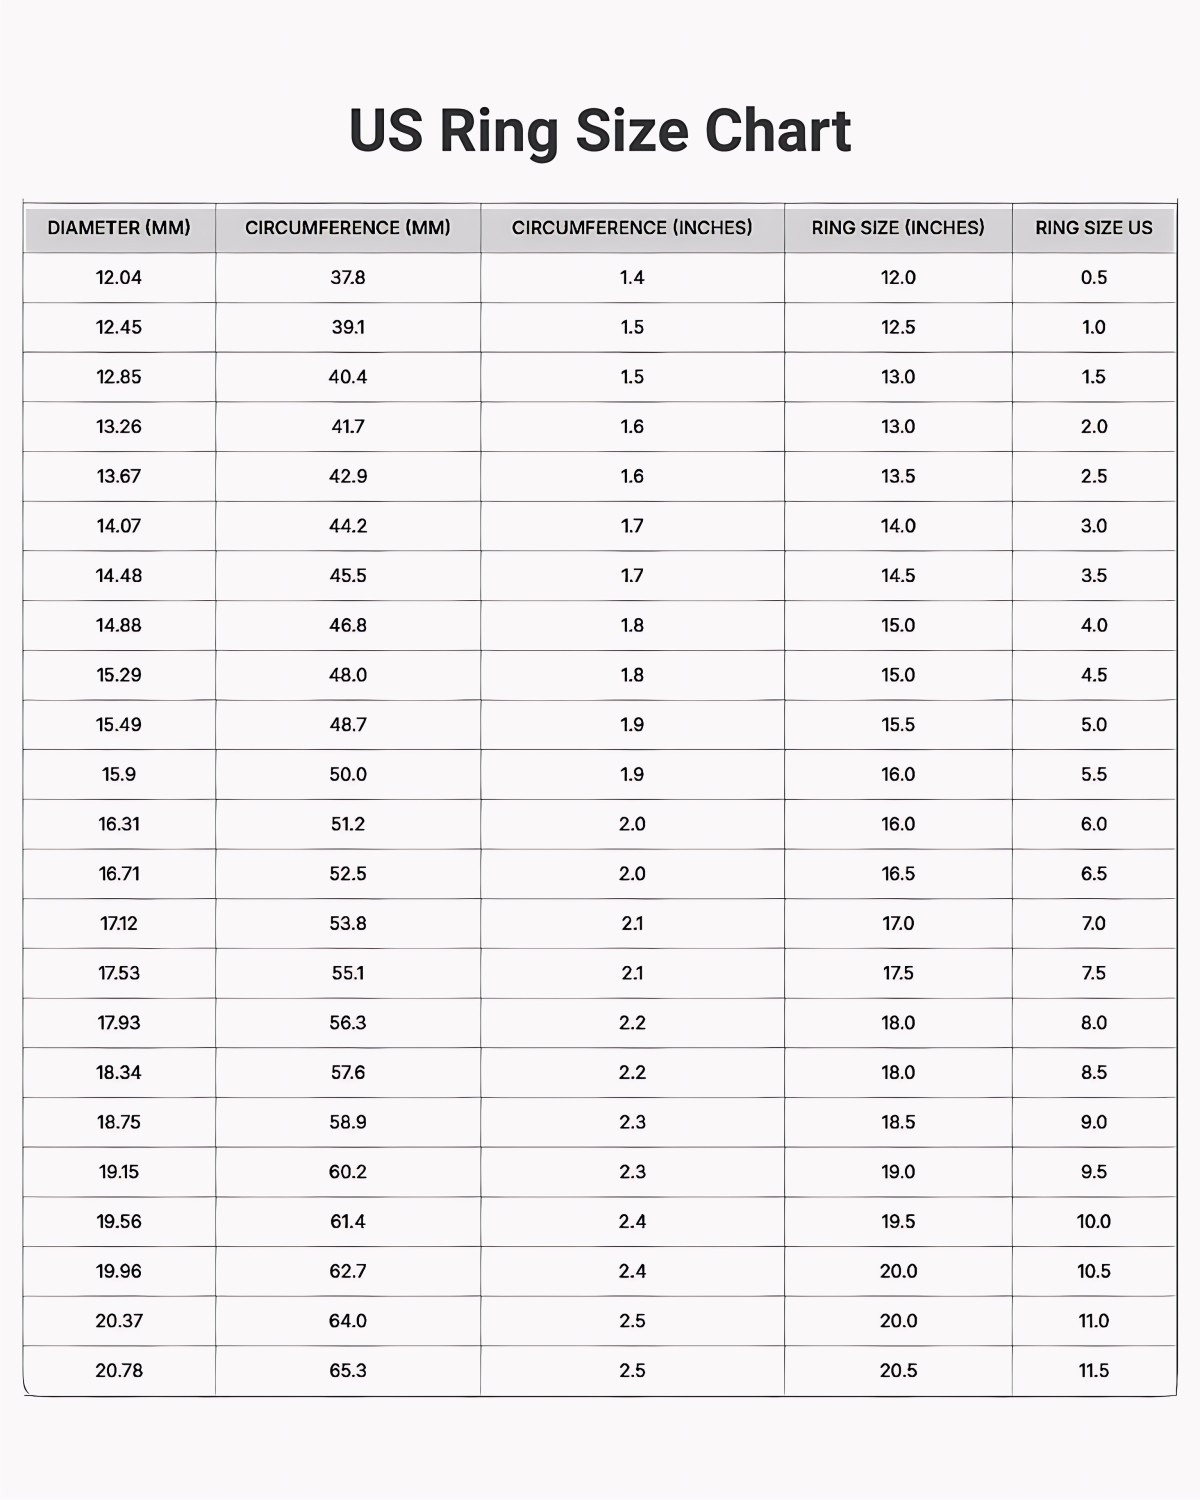 US Ring Size Chart
DIAMETER (MM) CIRCUMFERENCE (MM) CIRCUMFERENCE (INCHES) RING SIZE (INCHES) RING SIZE US
12.04 37.8 1.4 12.0 0.5
12.45 39.1 1.5 12.5 1.0
12.85 40.4 1.5 13.0 1.5
13.26 41.7 1.6 13.0 2.0
13.67 42.9 1.6 13.5 2.5
14.07 44.2 1.7 14.0 3.0
14.48 45.5 1.7 14.5 3.5
14.88 46.8 1.8 15.0 4.0
15.29 48.0 1.8 15.0 4.5
15.49 48.7 1.9 15.5 5.0
15.9 50.0 1.9 16.0 5.5
16.31 51.2 2.0 16.0 6.0
16.71 52.5 2.0 16.5 6.5
17.12 53.8 2.1 17.0 7.0
17.53 55.1 2.1 17.5 7.5
17.93 56.3 2.2 18.0 8.0
18.34 57.6 2.2 18.0 8.5
18.75 58.9 2.3 18.5 9.0
19.15 60.2 2.3 19.0 9.5
19.56 61.4 2.4 19.5 10.0
19.96 62.7 2.4 20.0 10.5
20.37 64.0 2.5 20.0 11.0
20.78 65.3 2.5 20.5 11.5